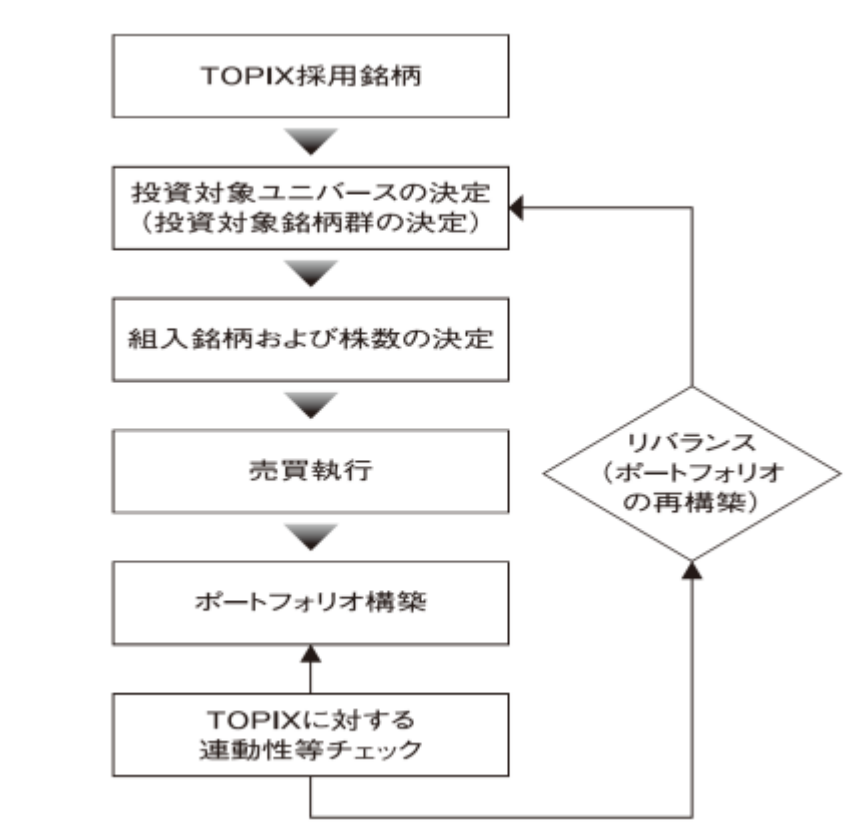 TOPIX採用銘柄
投資対象ユニバースの決定
（投資対象銘柄群の決定）
組入銘柄および株数の決定
売買執行
リバランス
（ポートフォリオ
の再構築）
ポートフォリオ構築
TOPIXに対する
連動性等チェック